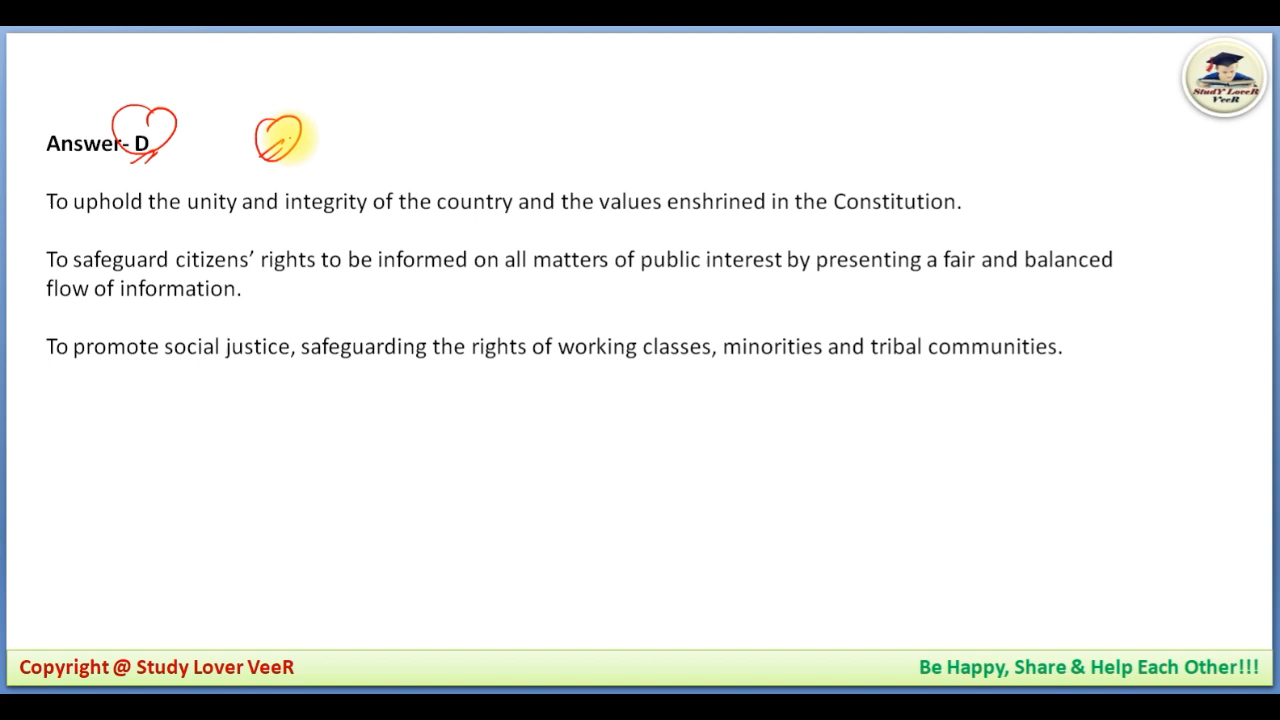 StudY LoveR
VeeR
Answer- D
To uphold the unity and integrity of the country and the values enshrined in the Constitution.
To safeguard citizens’ rights to be informed on all matters of public interest by presenting a fair and balanced
flow of information.
To promote social justice, safeguarding the rights of working classes, minorities and tribal communities.
Copyright @ Study Lover VeeR
Be Happy, Share & Help Each Other!!!